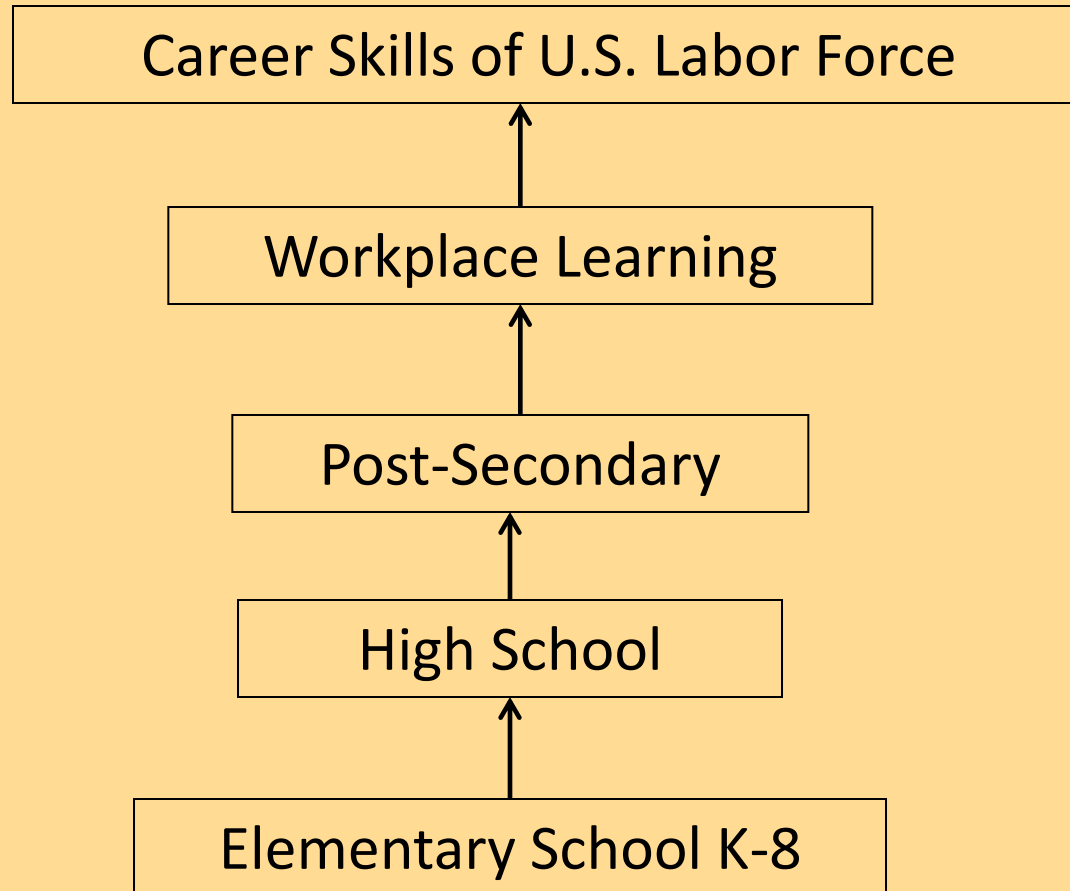 Career Skills of U.S. Labor Force
Workplace Learning
Post-Secondary
High School
Elementary School K-8